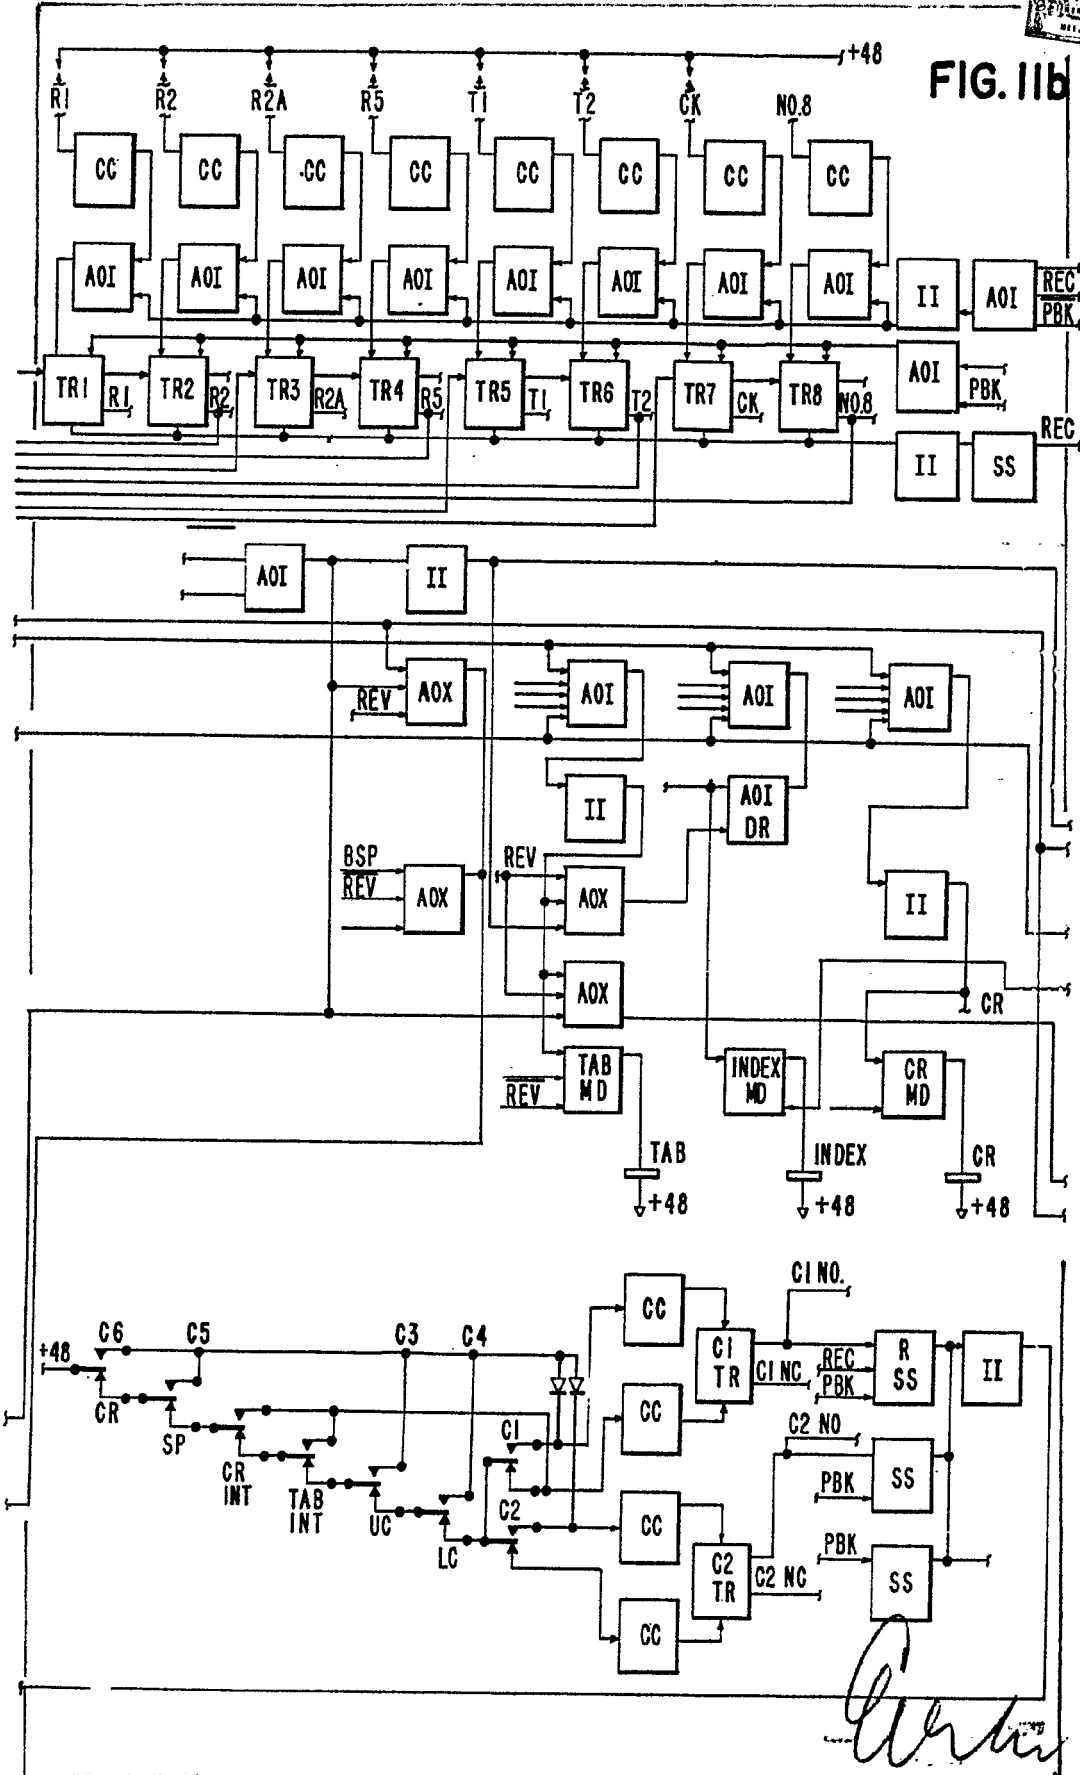 +48
FIG. 11b
R1 R2 R2A R5 T1 T2 CK NO.8
CC CC CC CC CC CC CC CC
AOI AOI AOI AOI AOI AOI AOI AOI II AOI REC
PBK
TR1 R1 TR2 R2 TR3 R2A TR4 R5 TR5 T1 TR6 T2 TR7 CK TR8 NO.8 AOI PBK
II SS REC
AOI II
REV AOX AOI AOI AOI
II AOI
DR
BSP
REV
AOX REV AOX II
AOX
CR
TAB
MD
REV
INDEX
MD
CR
MD
TAB INDEX CR
+48 +48 +48
C1 NO.
CC
+48 C6 C5 C3 C4 C1
TR
R
SS
II
REC
C1 NC PBK
CR CC
SP C1 C2 NO
CR
INT
TAB
INT
UC
LC
C2
CC
PBK SS
C2
TR
C2 NC
PBK
SS
CC